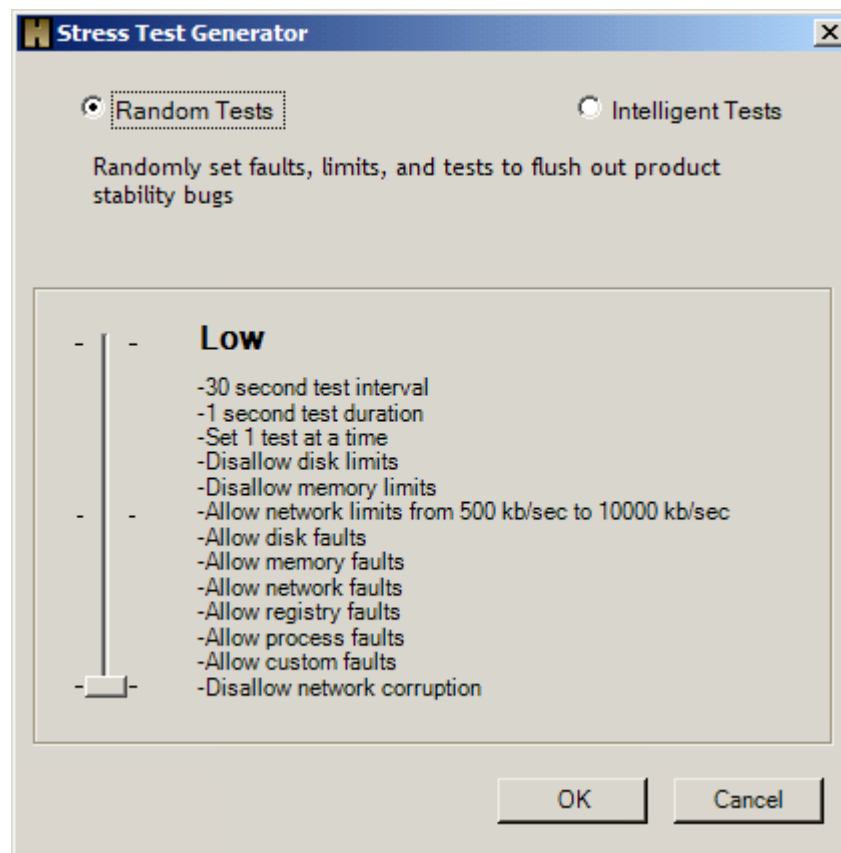 Stress Test Generator
Random Tests
Intelligent Tests
Randomly set faults, limits, and tests to flush out product
stability bugs
Low
-30 second test interval
-1 second test duration
-Set 1 test at a time
-Disallow disk limits
-Disallow memory limits
-Allow network limits from 500 kb/sec to 10000 kb/sec
-Allow disk faults
-Allow memory faults
-Allow network faults
-Allow registry faults
-Allow process faults
-Allow custom faults
-Disallow network corruption
OK
Cancel